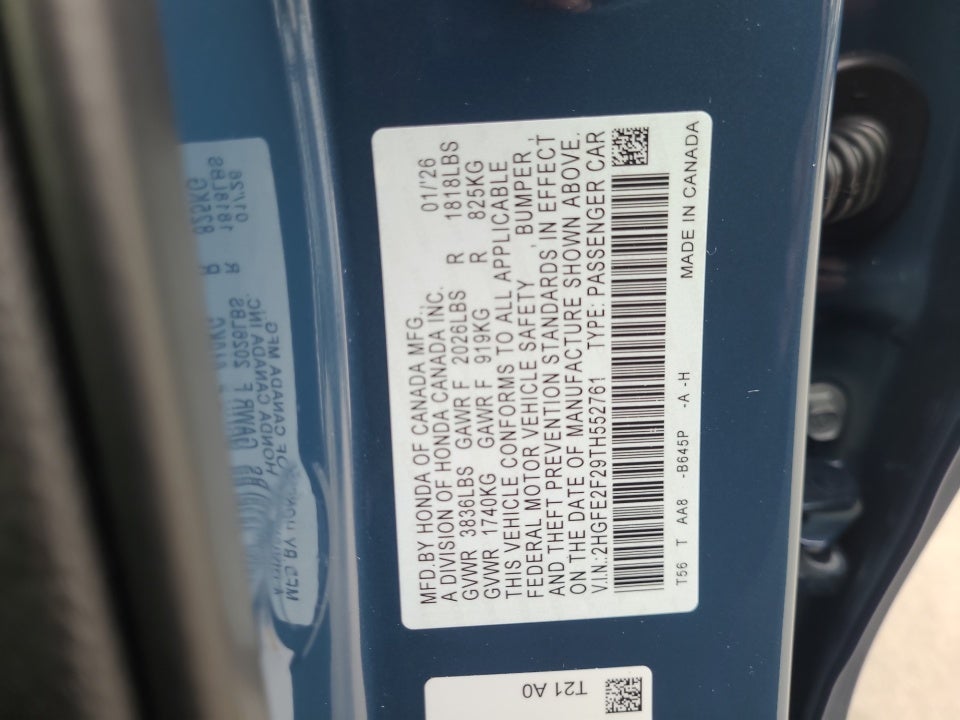 MFD.BY HONDA OF CANADA MFG.,
A DIVISION OF HONDA CANADA INC. 01/'26
GVWR 3836LBS GAWR F 2026LBS R 1818LBS
GVWR 1740KG GAWR F 919KG R 825KG
THIS VEHICLE CONFORMS TO ALL APPLICABLE
FEDERAL MOTOR VEHICLE SAFETY, BUMPER,
AND THEFT PREVENTION STANDARDS, IN EFFECT
ON THE DATE OF MANUFACTURE SHOWN ABOVE.
V.I.N.:2HGFE2F29TH552761 TYPE: PASSENGER CAR
T56 T AA8 -B645P -A -H MADE IN CANADA
T21 A0